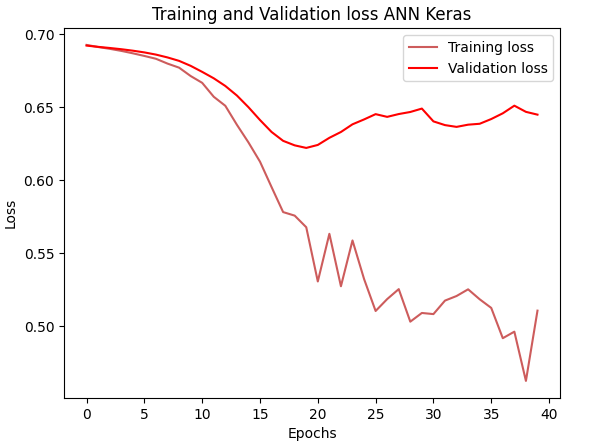 Training and Validation loss ANN Keras
Training loss
Validation loss
0.70
0.65
0.60
0.55
0.50
Loss
0 5 10 15 20 25 30 35 40
Epochs